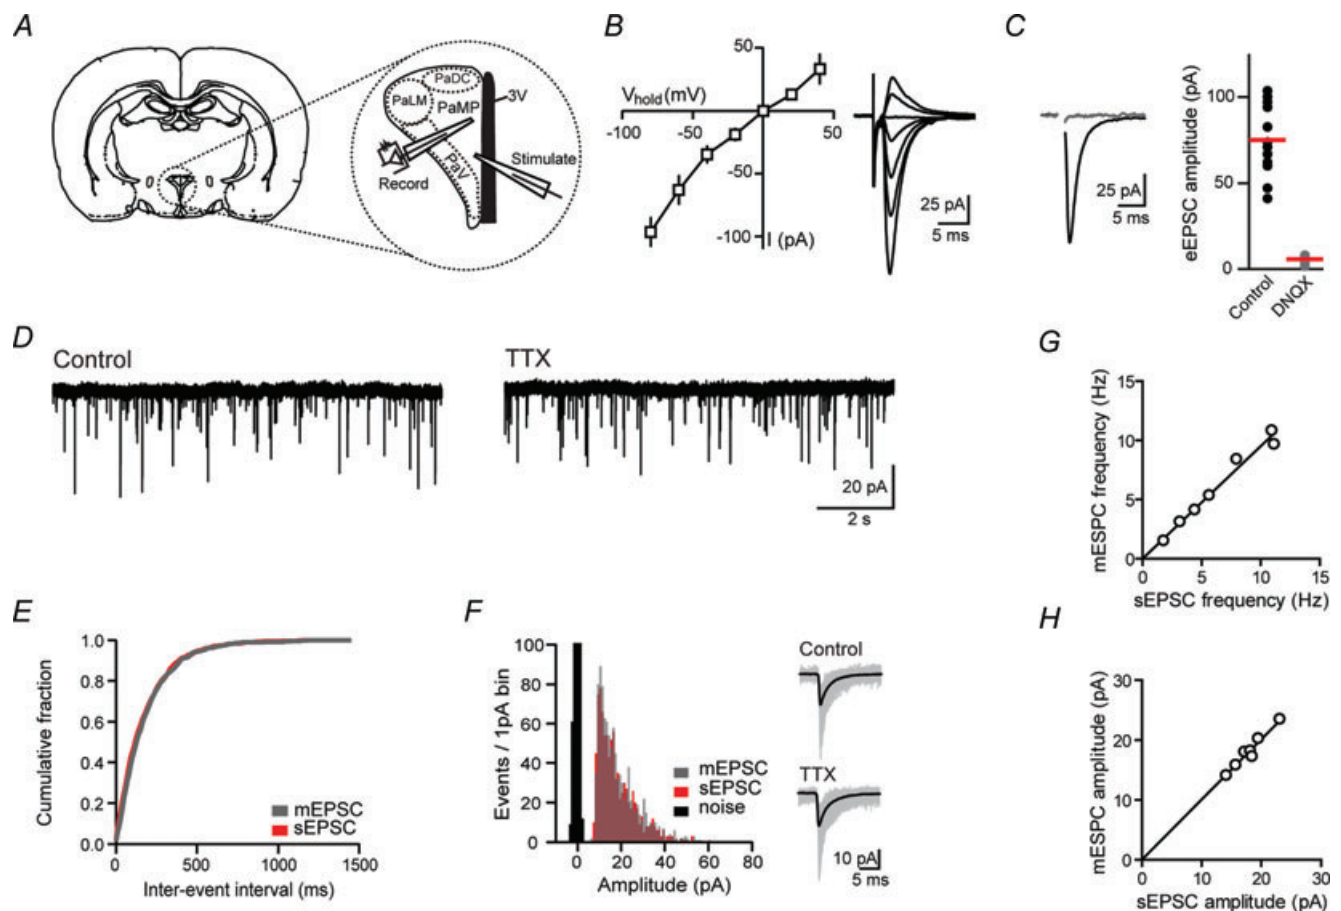 A
PaDC
PaLM
PaMP
3V
PaV
Stimulate
Record
B
50
Vhold (mV)
-100
-50
50
-50
-100
I (pA)
25 pA
5 ms
C
25 pA
5 ms
eEPSC amplitude (pA)
100
50
0
Control
DNQX
D
Control
TTX
20 pA
2 s
G
mESPC frequency (Hz)
15
10
5
0
0 5 10 15
sEPSC frequency (Hz)
E
Cumulative fraction
1.0
0.8
0.6
0.4
0.2
0.0
mEPSC
sEPSC
0 500 1000 1500
Inter-event interval (ms)
F
Events / 1pA bin
100
80
60
40
20
0
mEPSC
sEPSC
noise
0 20 40 60 80
Amplitude (pA)
Control
TTX
10 pA
5 ms
H
mESPC amplitude (pA)
30
20
10
0
0 10 20 30
sEPSC amplitude (pA)